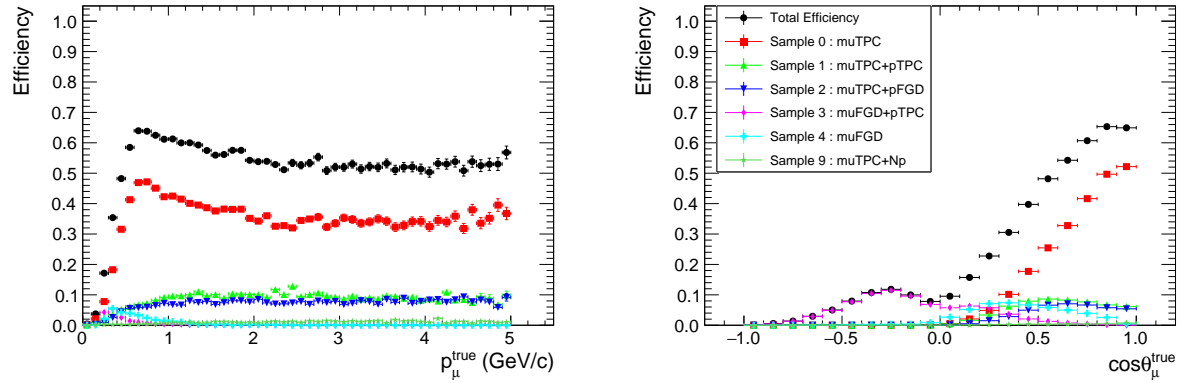 Efficiency
1.0
0.9
0.8
0.7
0.6
0.5
0.4
0.3
0.2
0.1
0.0
0 1 2 3 4 5
p_μ^true (GeV/c)
Efficiency
1.0
0.9
0.8
0.7
0.6
0.5
0.4
0.3
0.2
0.1
0.0
Total Efficiency
Sample 0 : muTPC
Sample 1 : muTPC+pTPC
Sample 2 : muTPC+pFGD
Sample 3 : muFGD+pTPC
Sample 4 : muFGD
Sample 9 : muTPC+Np
−1.0 −0.5 0.0 0.5 1.0
cosθ_μ^true